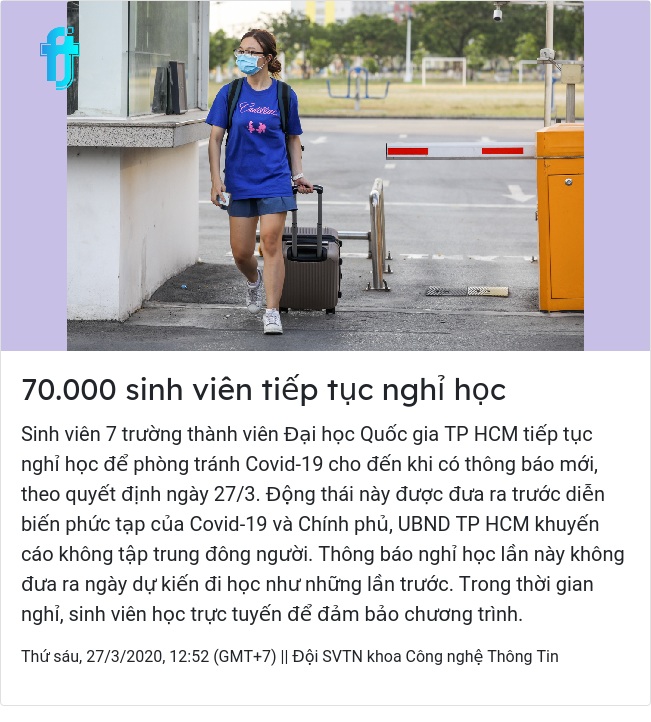 70.000 sinh viên tiếp tục nghỉ học
Sinh viên 7 trường thành viên Đại học Quốc gia TP HCM tiếp tục
nghỉ học để phòng tránh Covid-19 cho đến khi có thông báo mới,
theo quyết định ngày 27/3. Động thái này được đưa ra trước diễn
biến phức tạp của Covid-19 và Chính phủ, UBND TP HCM khuyến
cáo không tập trung đông người. Thông báo nghỉ học lần này không
đưa ra ngày dự kiến đi học như những lần trước. Trong thời gian
nghỉ, sinh viên học trực tuyến để đảm bảo chương trình.
Thứ sáu, 27/3/2020, 12:52 (GMT+7) || Đội SVTN khoa Công nghệ Thông Tin